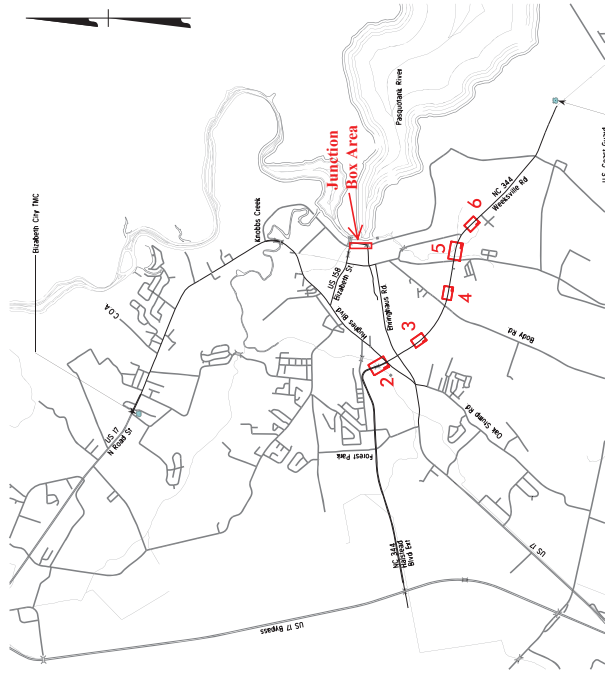 Elizabeth City TMC
Pasquotank River
Junction
Box Area
Knobbs Creek
C.O.A
US 158
Elizabeth St
Hughes Blvd
Ehringhaus Rd
NC 344
Weeksville Rd
U.S. Coast Guard
6
5
4
3
2
Body Rd
Oak Stump Rd
US 17
N Road St
Forest Park
NC 344
Halstead
Blvd Ext
US 17
US 17 Bypass